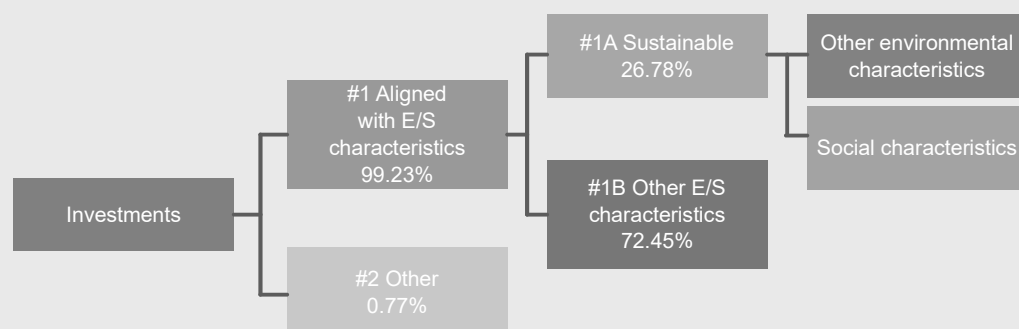 Investments
#1 Aligned
with E/S
characteristics
99.23%
#2 Other
0.77%
#1A Sustainable
26.78%
#1B Other E/S
characteristics
72.45%
Other environmental
characteristics
Social characteristics